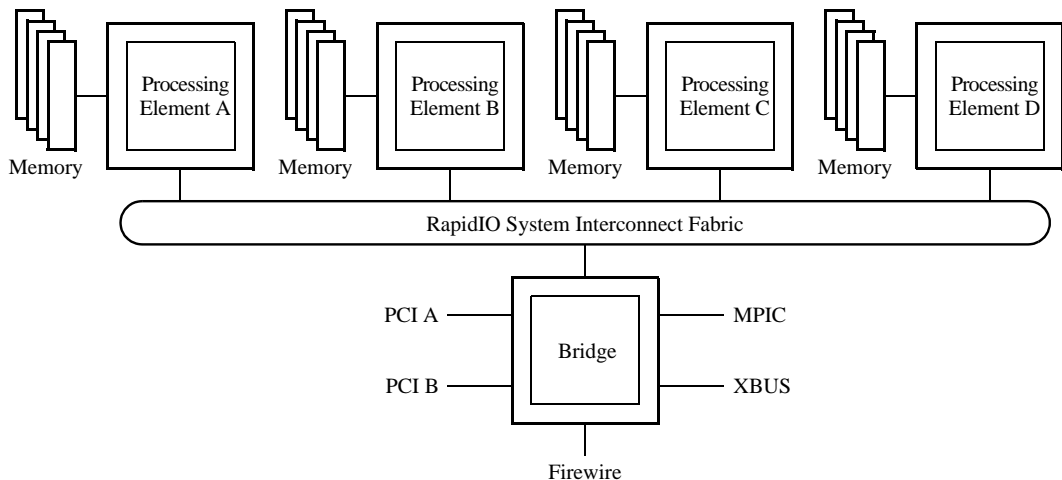 Processing
Element A
Processing
Element B
Processing
Element C
Processing
Element D
Memory
Memory
Memory
Memory
RapidIO System Interconnect Fabric
PCI A
MPIC
Bridge
PCI B
XBUS
Firewire